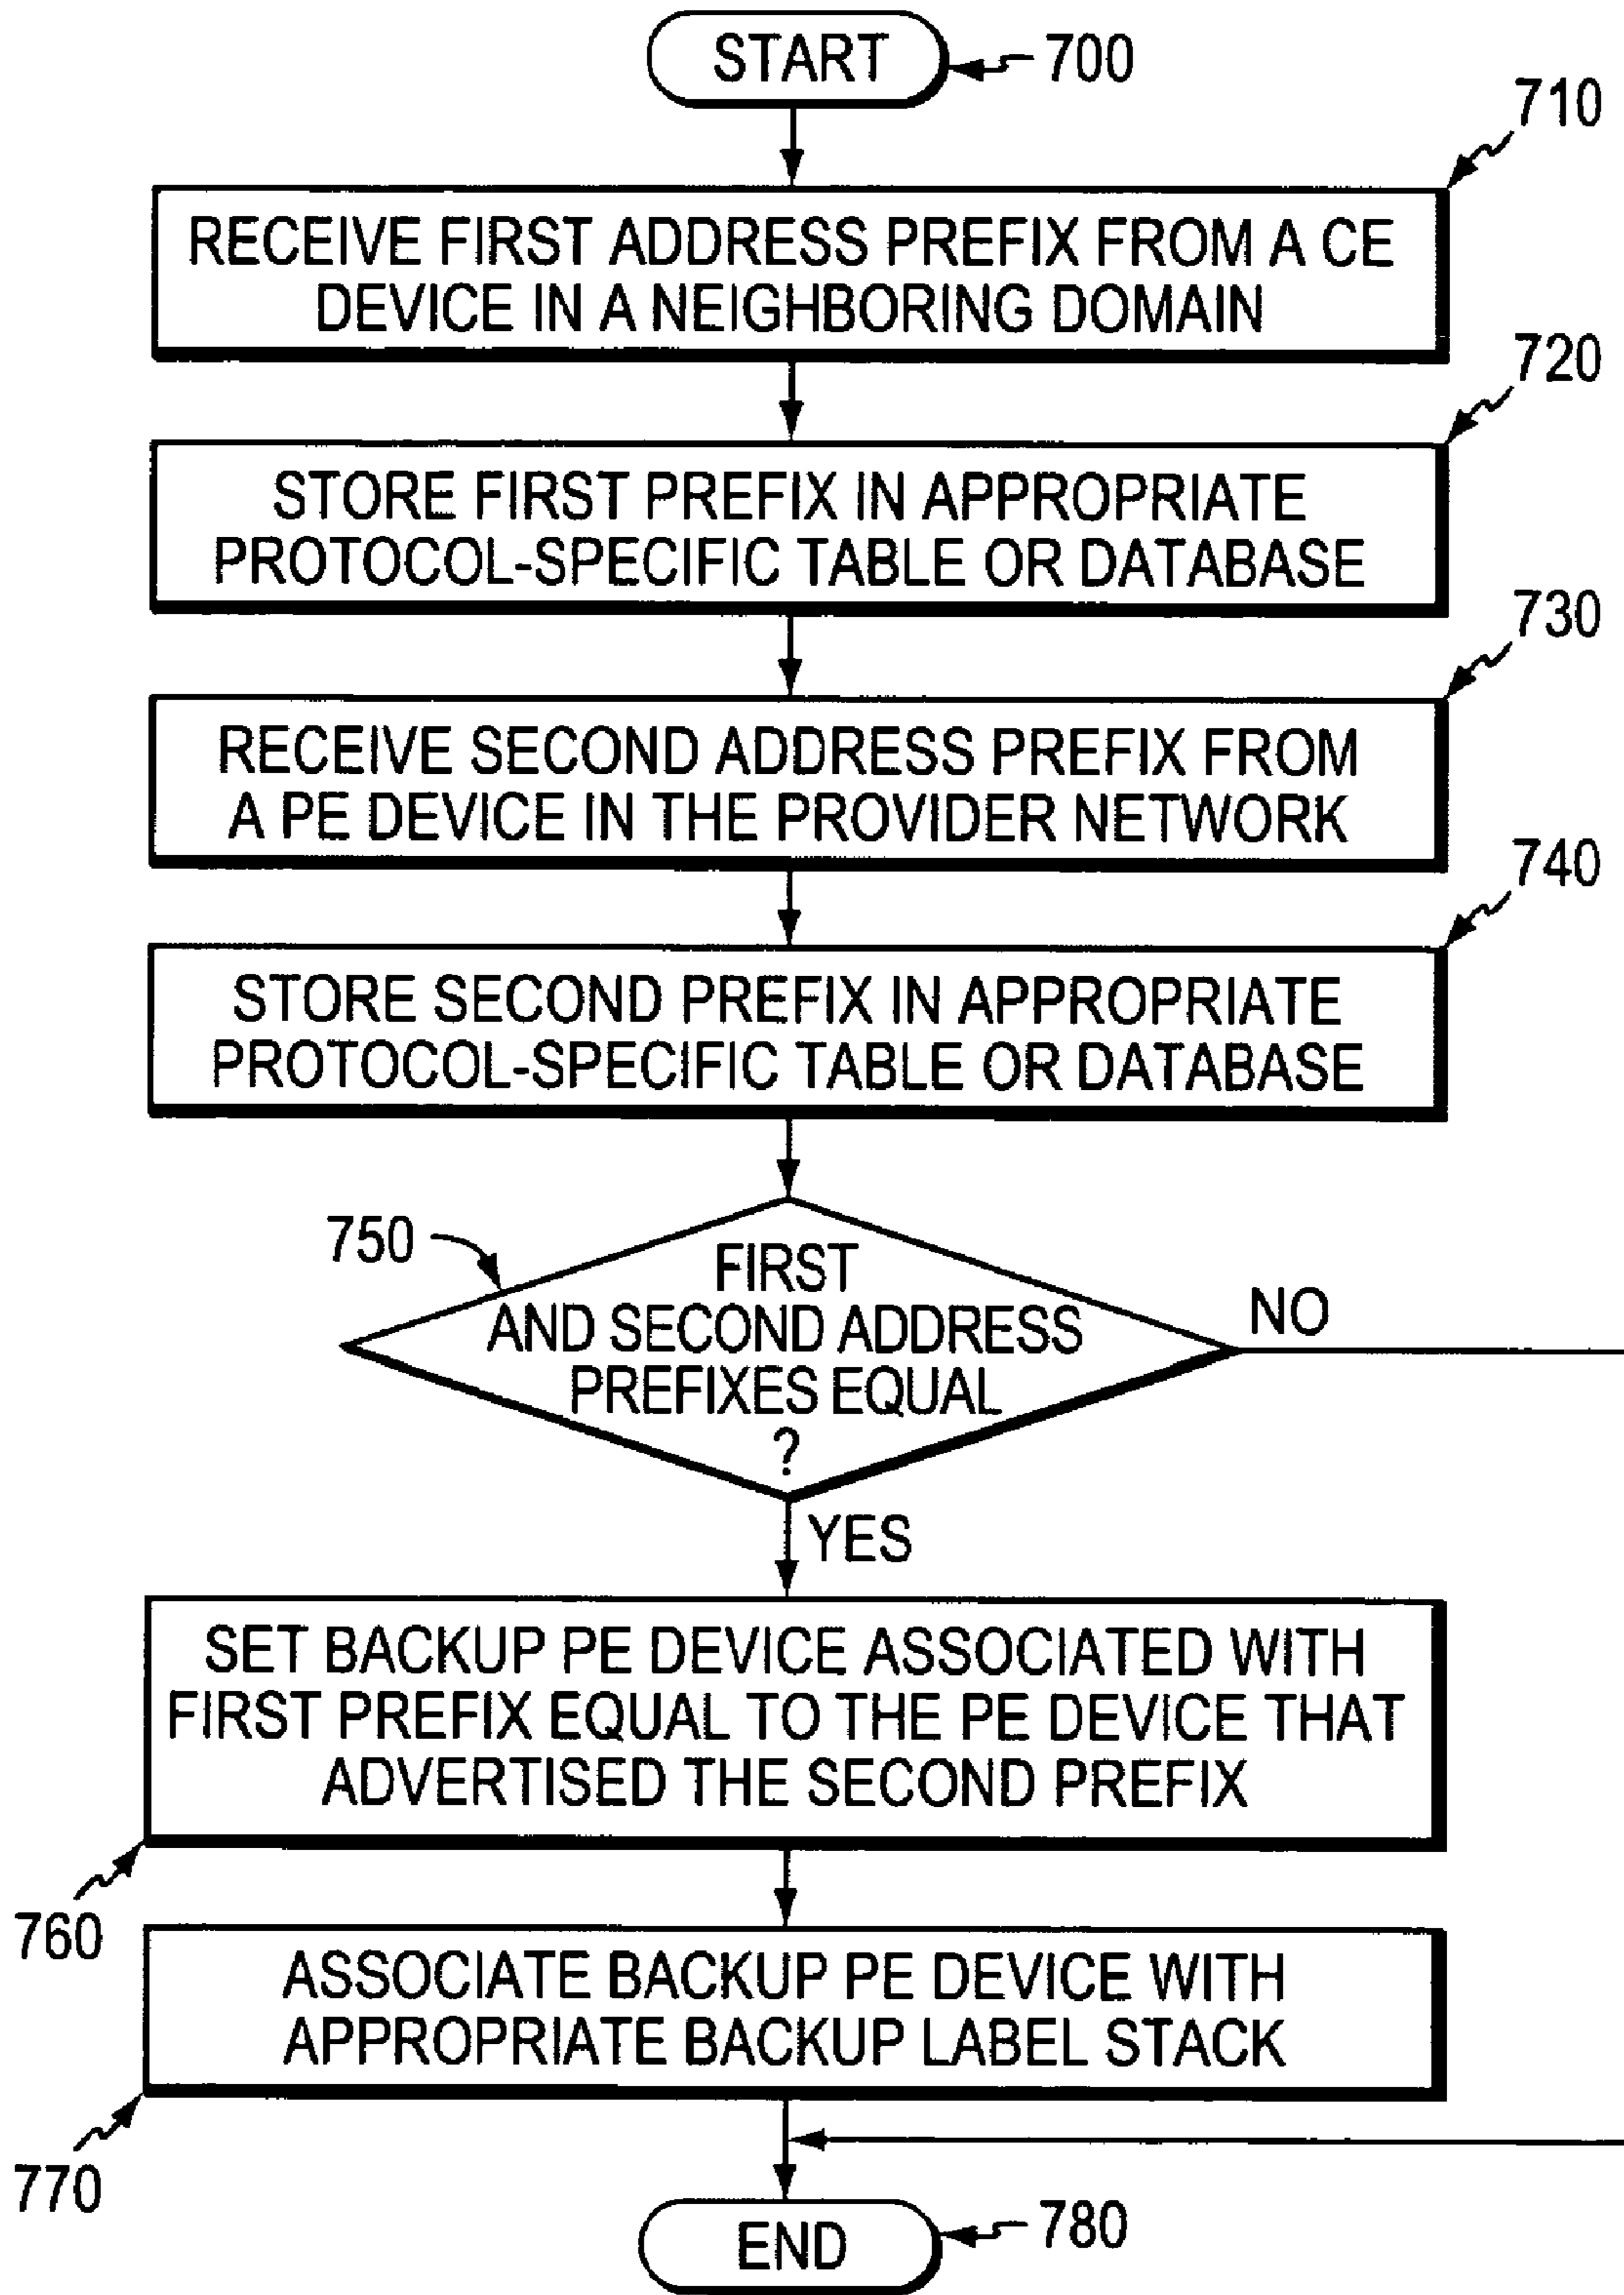 START
700
710
RECEIVE FIRST ADDRESS PREFIX FROM A CE
DEVICE IN A NEIGHBORING DOMAIN
720
STORE FIRST PREFIX IN APPROPRIATE
PROTOCOL-SPECIFIC TABLE OR DATABASE
730
RECEIVE SECOND ADDRESS PREFIX FROM
A PE DEVICE IN THE PROVIDER NETWORK
740
STORE SECOND PREFIX IN APPROPRIATE
PROTOCOL-SPECIFIC TABLE OR DATABASE
750
FIRST
AND SECOND ADDRESS
PREFIXES EQUAL
?
NO
YES
SET BACKUP PE DEVICE ASSOCIATED WITH
FIRST PREFIX EQUAL TO THE PE DEVICE THAT
ADVERTISED THE SECOND PREFIX
760
ASSOCIATE BACKUP PE DEVICE WITH
APPROPRIATE BACKUP LABEL STACK
770
END
780